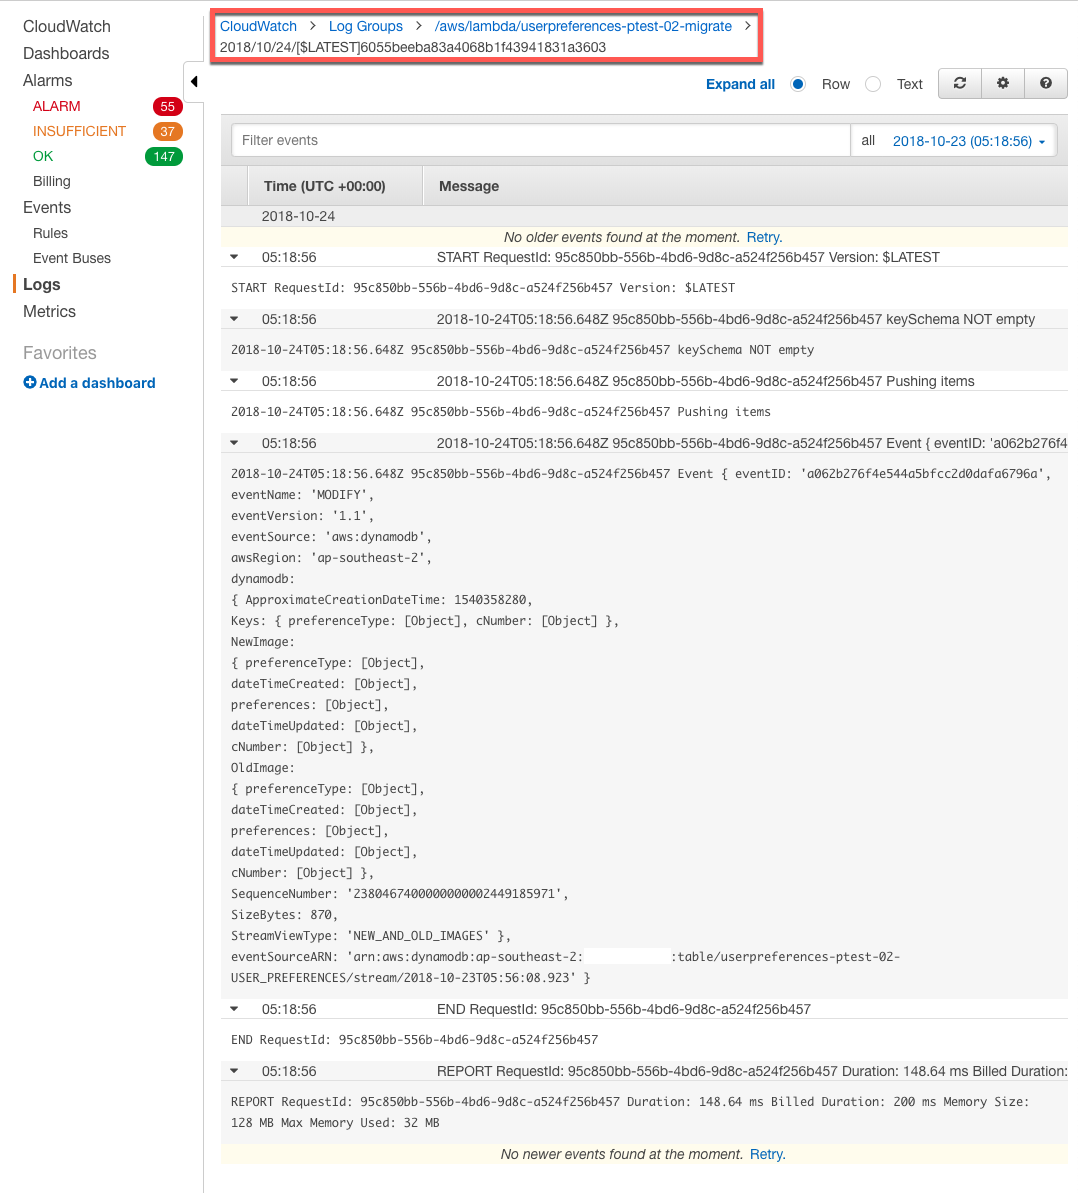 CloudWatch
Dashboards
Alarms
ALARM 55
INSUFFICIENT 37
OK 147
Billing
Events
Rules
Event Buses
Logs
Metrics
Favorites
Add a dashboard
CloudWatch > Log Groups > /aws/lambda/userpreferences-ptest-02-migrate >
2018/10/24/[$LATEST]6055beeba83a4068b1f43941831a3603
Expand all Row Text
Filter events all 2018-10-23 (05:18:56)
Time (UTC +00:00) Message
2018-10-24
No older events found at the moment. Retry.
05:18:56 START RequestId: 95c850bb-556b-4bd6-9d8c-a524f256b457 Version: $LATEST
START RequestId: 95c850bb-556b-4bd6-9d8c-a524f256b457 Version: $LATEST
05:18:56 2018-10-24T05:18:56.648Z 95c850bb-556b-4bd6-9d8c-a524f256b457 keySchema NOT empty
2018-10-24T05:18:56.648Z 95c850bb-556b-4bd6-9d8c-a524f256b457 keySchema NOT empty
05:18:56 2018-10-24T05:18:56.648Z 95c850bb-556b-4bd6-9d8c-a524f256b457 Pushing items
2018-10-24T05:18:56.648Z 95c850bb-556b-4bd6-9d8c-a524f256b457 Pushing items
05:18:56 2018-10-24T05:18:56.648Z 95c850bb-556b-4bd6-9d8c-a524f256b457 Event { eventID: 'a062b276f4
2018-10-24T05:18:56.648Z 95c850bb-556b-4bd6-9d8c-a524f256b457 Event { eventID: 'a062b276f4e544a5bfcc2d0dafa6796a',
eventName: 'MODIFY',
eventVersion: '1.1',
eventSource: 'aws:dynamodb',
awsRegion: 'ap-southeast-2',
dynamodb:
{ ApproximateCreationDateTime: 1540358280,
Keys: { preferenceType: [Object], cNumber: [Object] },
NewImage:
{ preferenceType: [Object],
dateTimeCreated: [Object],
preferences: [Object],
dateTimeUpdated: [Object],
cNumber: [Object] },
OldImage:
{ preferenceType: [Object],
dateTimeCreated: [Object],
preferences: [Object],
dateTimeUpdated: [Object],
cNumber: [Object] },
SequenceNumber: '2380467400000000002449185971',
SizeBytes: 870,
StreamViewType: 'NEW_AND_OLD_IMAGES' },
eventSourceARN: 'arn:aws:dynamodb:ap-southeast-2: :table/userpreferences-ptest-02-
USER_PREFERENCES/stream/2018-10-23T05:56:08.923' }
05:18:56 END RequestId: 95c850bb-556b-4bd6-9d8c-a524f256b457
END RequestId: 95c850bb-556b-4bd6-9d8c-a524f256b457
05:18:56 REPORT RequestId: 95c850bb-556b-4bd6-9d8c-a524f256b457 Duration: 148.64 ms Billed Duration:
REPORT RequestId: 95c850bb-556b-4bd6-9d8c-a524f256b457 Duration: 148.64 ms Billed Duration: 200 ms Memory Size:
128 MB Max Memory Used: 32 MB
No newer events found at the moment. Retry.